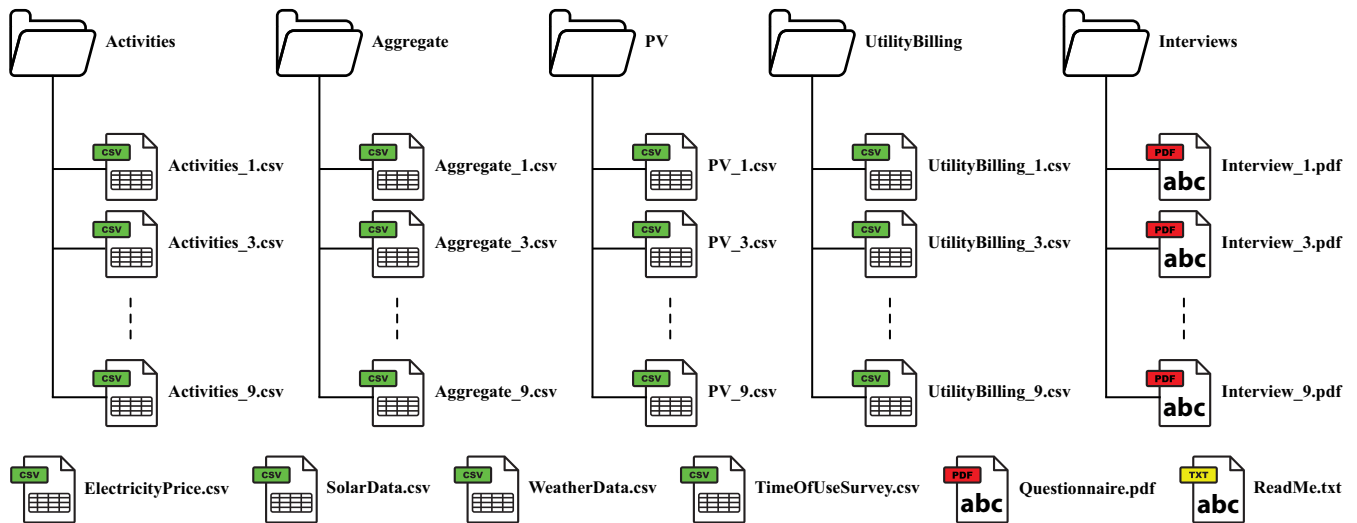 Activities
Aggregate
PV
UtilityBilling
Interviews
CSV
Activities_1.csv
CSV
Aggregate_1.csv
CSV
PV_1.csv
CSV
UtilityBilling_1.csv
PDF
abc
Interview_1.pdf
CSV
Activities_3.csv
CSV
Aggregate_3.csv
CSV
PV_3.csv
CSV
UtilityBilling_3.csv
PDF
abc
Interview_3.pdf
CSV
Activities_9.csv
CSV
Aggregate_9.csv
CSV
PV_9.csv
CSV
UtilityBilling_9.csv
PDF
abc
Interview_9.pdf
CSV
ElectricityPrice.csv
CSV
SolarData.csv
CSV
WeatherData.csv
CSV
TimeOfUseSurvey.csv
PDF
abc
Questionnaire.pdf
TXT
abc
ReadMe.txt